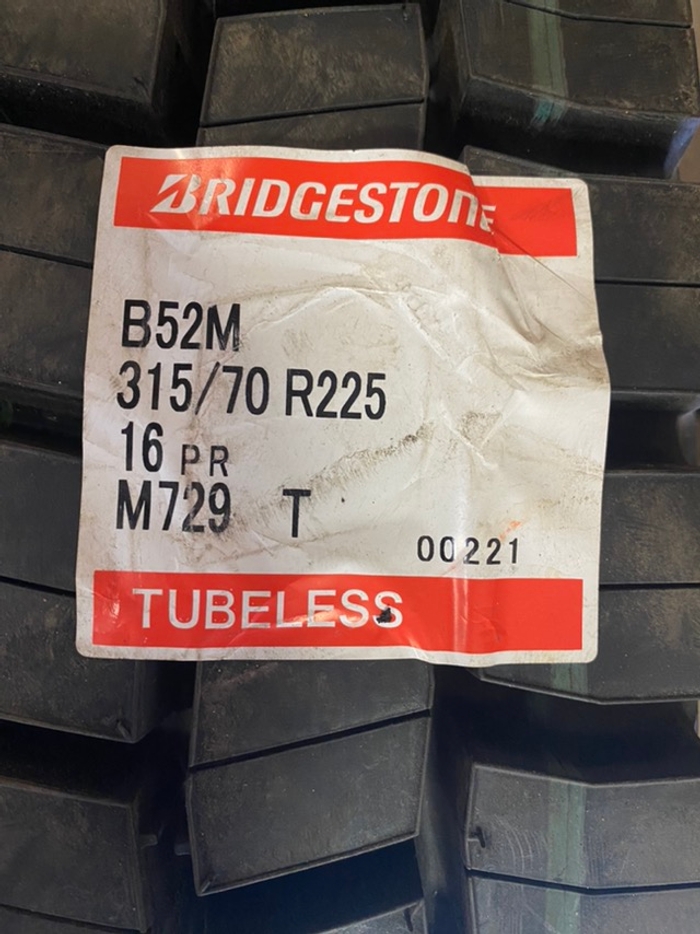 BRIDGESTONE
B52M
315/70 R225
16 PR
M729 T
00221
TUBELESS